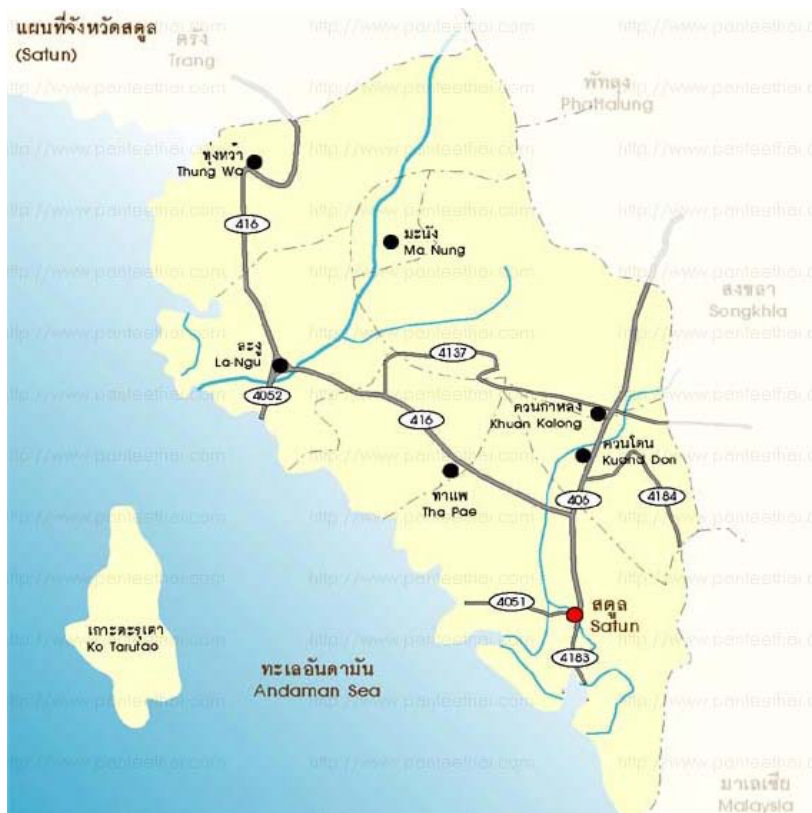 แผนที่จังหวัดสตูล
(Satun)
ตรัง
Trang
พัทลุง
Phattalung
ทุ่งหว้า
Thung Wa
416
มะนัง
Ma Nung
สงขลา
Songkhla
ละงู
La-Ngu
4137
4052
416
ควนกาหลง
Khuan Kalong
ควนโดน
Kuand Don
ท่าแพ
Tha Pae
406
4184
4051
สตูล
Satun
เกาะตะรุเตา
Ko Tarutao
4183
ทะเลอันดามัน
Andaman Sea
มาเลเซีย
Malaysia
http://www.panteethai.com